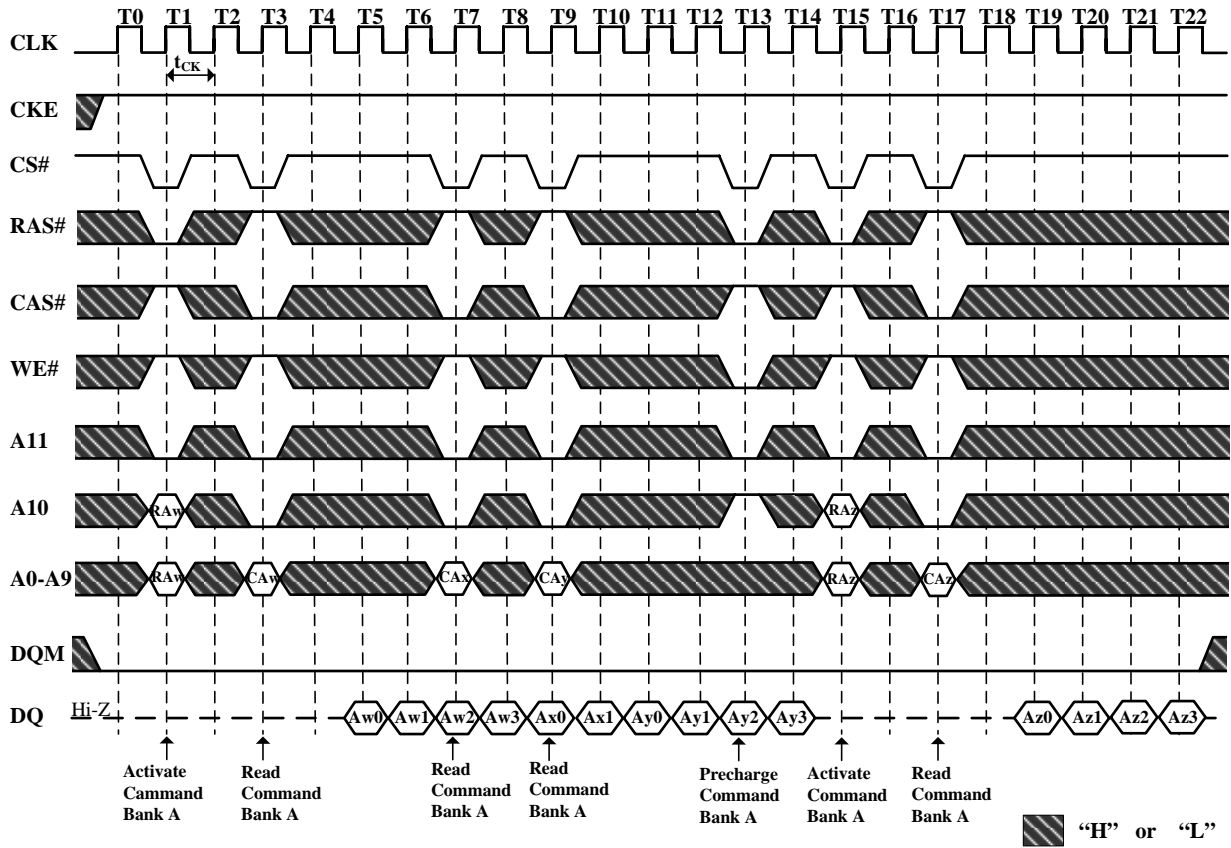 T0 T1 T2 T3 T4 T5 T6 T7 T8 T9 T10 T11 T12 T13 T14 T15 T16 T17 T18 T19 T20 T21 T22
CLK
tCK
CKE
CS#
RAS#
CAS#
WE#
A11
A10 RAw RAz
A0-A9 RAw CAw CAx CAy RAz CAz
DQM
DQ Hi-Z Aw0 Aw1 Aw2 Aw3 Ax0 Ax1 Ay0 Ay1 Ay2 Ay3 Az0 Az1 Az2 Az3
Activate
Cammand
Bank A
Read
Command
Bank A
Read
Command
Bank A
Read
Command
Bank A
Precharge
Command
Bank A
Activate
Command
Bank A
Read
Command
Bank A
“H” or “L”